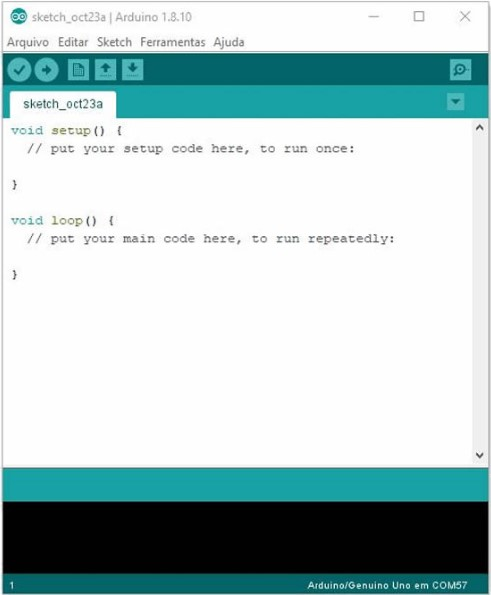 sketch_oct23a | Arduino 1.8.10
Arquivo Editar Sketch Ferramentas Ajuda
sketch_oct23a
void setup() {
  // put your setup code here, to run once:
}
void loop() {
  // put your main code here, to run repeatedly:
}
1 Arduino/Genuino Uno em COM57